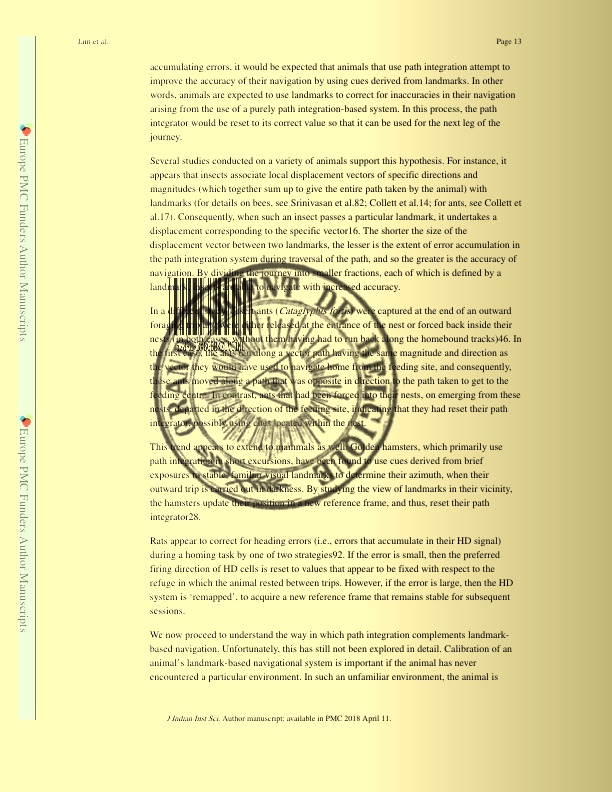 Jain et al.
Page 13
accumulating errors, it would be expected that animals that use path integration attempt to
improve the accuracy of their navigation by using cues derived from landmarks. In other
words, animals are expected to use landmarks to correct for inaccuracies in their navigation
arising from the use of a purely path integration-based system. In this process, the path
integrator would be reset to its correct value so that it can be used for the next leg of the
journey.
Several studies conducted on a variety of animals support this hypothesis. For instance, it
appears that insects associate local displacement vectors of specific directions and
magnitudes (which together sum up to give the entire path taken by the animal) with
landmarks (for details on bees, see Srinivasan et al.82; Collett et al.14; for ants, see Collett et
al.17). Consequently, when such an insect passes a particular landmark, it undertakes a
displacement corresponding to the specific vector16. The shorter the size of the
displacement vector between two landmarks, the lesser is the extent of error accumulation in
the path integration system during traversal of the path, and so the greater is the accuracy of
navigation. By dividing the journey into smaller fractions, each of which is defined by a
landmark, to navigate with increased accuracy.
In a different study, desert ants (Cataglyphis fortis) were captured at the end of an outward
foraging were either released at the entrance of the nest or forced back inside their
nests (in both cases, without them having had to run back along the homebound tracks)46. In
the first case, the ants ran along a vector path having the same magnitude and direction as
the vector they would have used to navigate home from the feeding site, and consequently,
these ants moved along a path that was opposite in direction to the path taken to get to the
feeding centre. In contrast, ants that had been forced into their nests, on emerging from these
nests, departed in the direction of the feeding site, indicating that they had reset their path
integrator, possibly using cues located within the nest.
This trend appears to extend to mammals as well. Golden hamsters, which primarily use
path integration in short excursions, have been found to use cues derived from brief
exposures to stable, familiar visual landmarks to determine their azimuth, when their
outward trip is carried out in darkness. By studying the view of landmarks in their vicinity,
the hamsters update their position in a new reference frame, and thus, reset their path
integrator28.
Rats appear to correct for heading errors (i.e., errors that accumulate in their HD signal)
during a homing task by one of two strategies92. If the error is small, then the preferred
firing direction of HD cells is reset to values that appear to be fixed with respect to the
refuge in which the animal rested between trips. However, if the error is large, then the HD
system is ‘remapped’, to acquire a new reference frame that remains stable for subsequent
sessions.
We now proceed to understand the way in which path integration complements landmark-
based navigation. Unfortunately, this has still not been explored in detail. Calibration of an
animal’s landmark-based navigational system is important if the animal has never
encountered a particular environment. In such an unfamiliar environment, the animal is
J Indian Inst Sci. Author manuscript; available in PMC 2018 April 11.
Europe PMC Funders Author Manuscripts
Europe PMC Funders Author Manuscripts